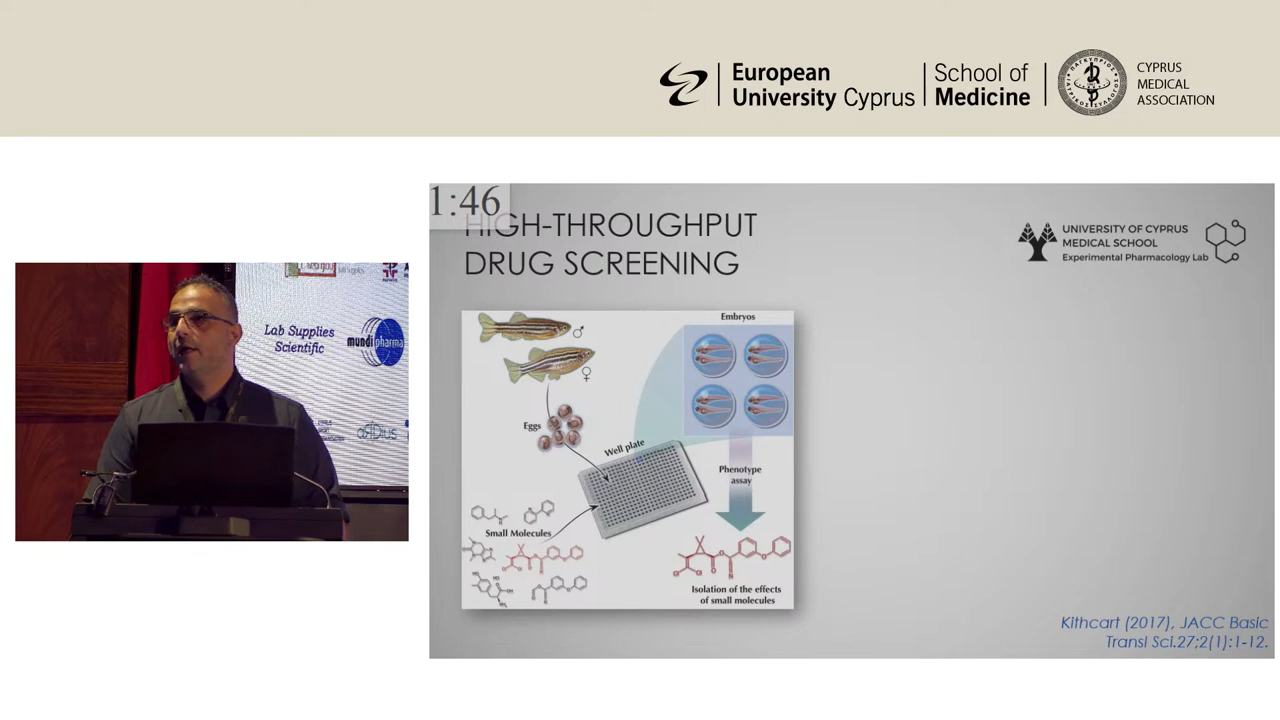 European
University Cyprus
School of
Medicine
CYPRUS
MEDICAL
ASSOCIATION
1:46
HIGH-THROUGHPUT
DRUG SCREENING
UNIVERSITY OF CYPRUS
MEDICAL SCHOOL
Experimental Pharmacology Lab
Lab Supplies
Scientific
mundipharma
Embryos
♂
♀
Eggs
Well plate
Phenotype
assay
Small Molecules
Isolation of the effects
of small molecules
Kithcart (2017), JACC Basic
Transl Sci.27;2(1):1-12.